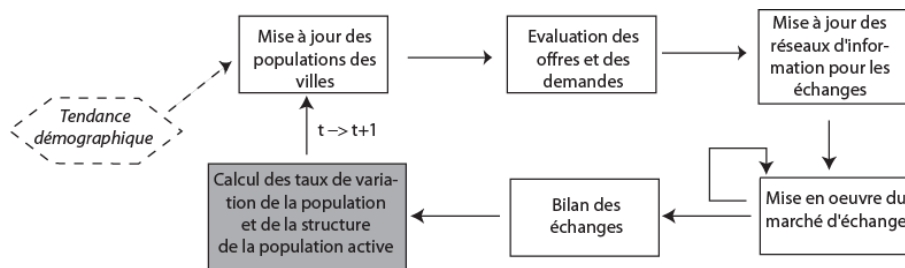 Mise à jour des
populations des
villes
Evaluation des
offres et des
demandes
Mise à jour des
réseaux d'infor-
mation pour les
échanges
Tendance
démographique
t –> t+1
Calcul des taux de varia-
tion de la population
et de la structure
de la population active
Bilan des
échanges
Mise en oeuvre du
marché d'échange